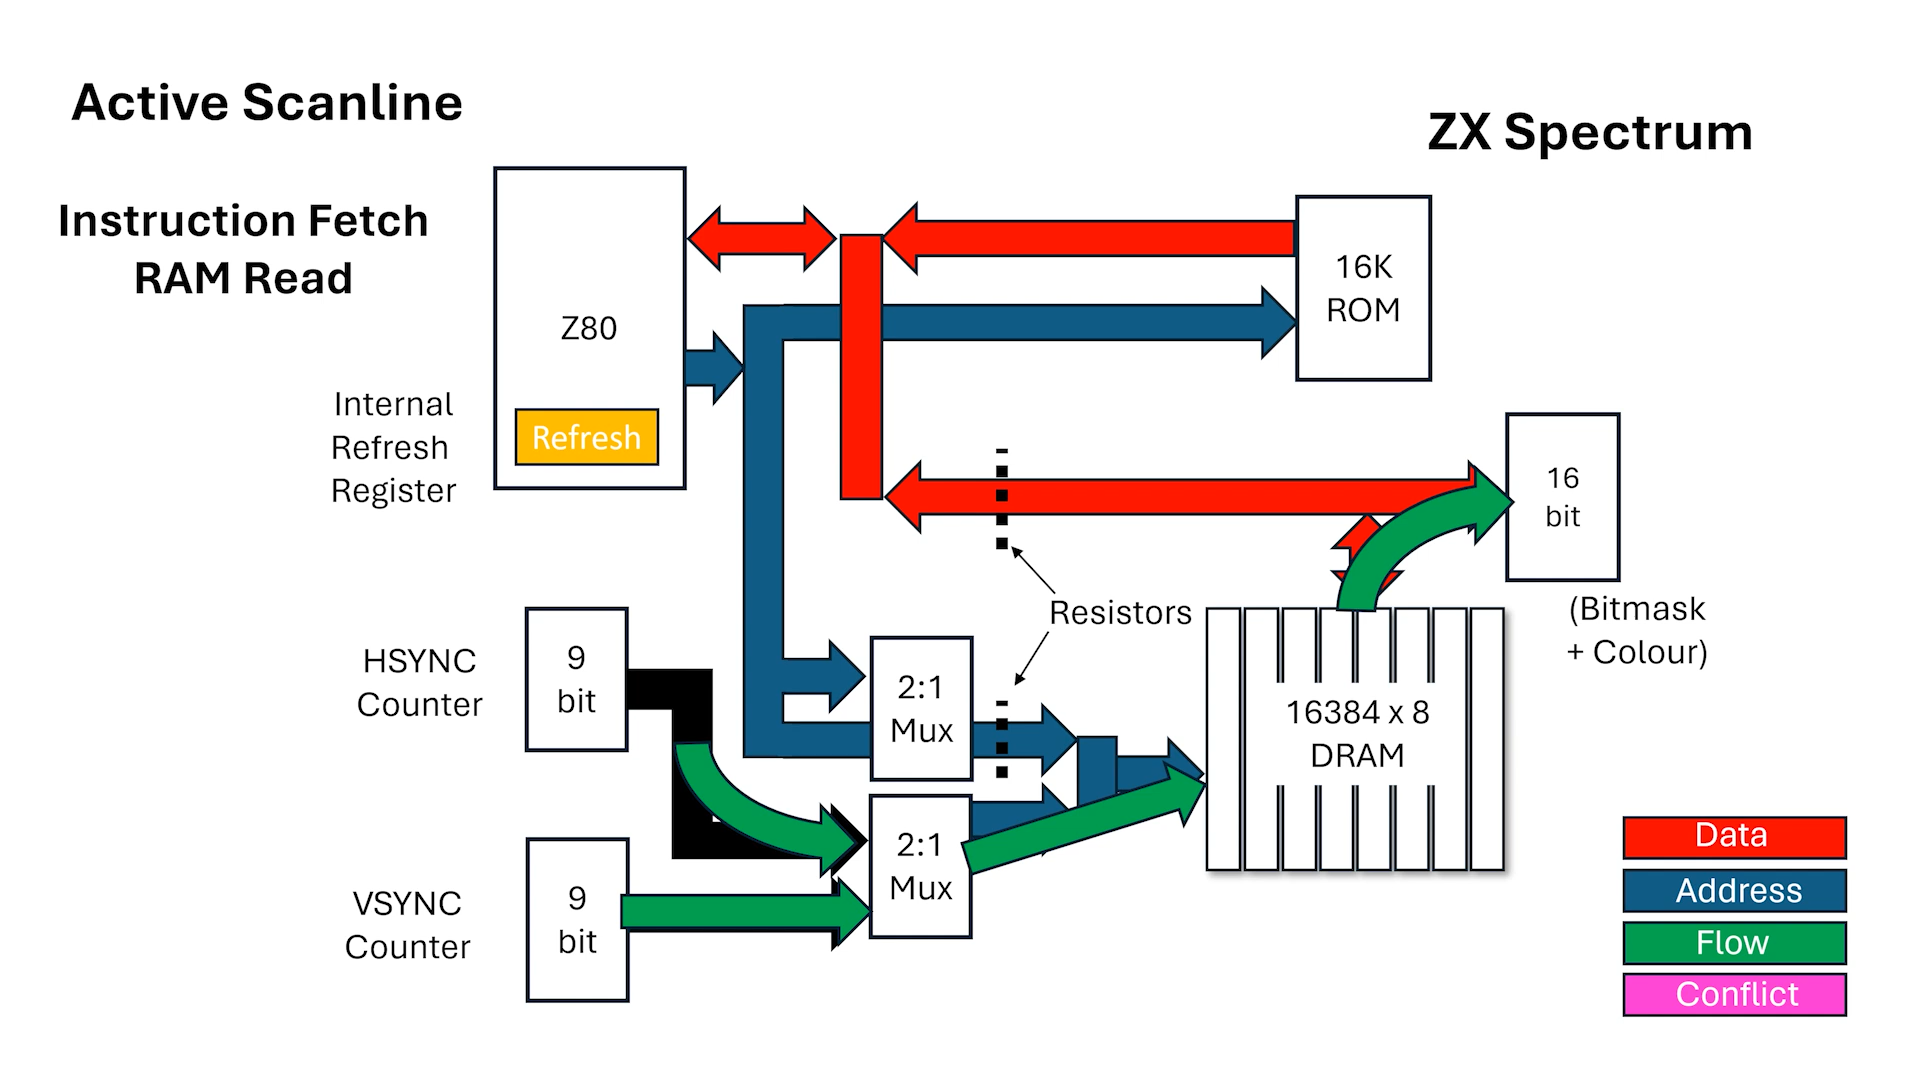 Active Scanline
ZX Spectrum
Instruction Fetch
RAM Read
Z80
16K
ROM
Internal
Refresh
Register
Refresh
16
bit
Resistors
(Bitmask
+ Colour)
HSYNC
Counter
9
bit
2:1
Mux
16384 x 8
DRAM
2:1
Mux
VSYNC
Counter
9
bit
Data
Address
Flow
Conflict